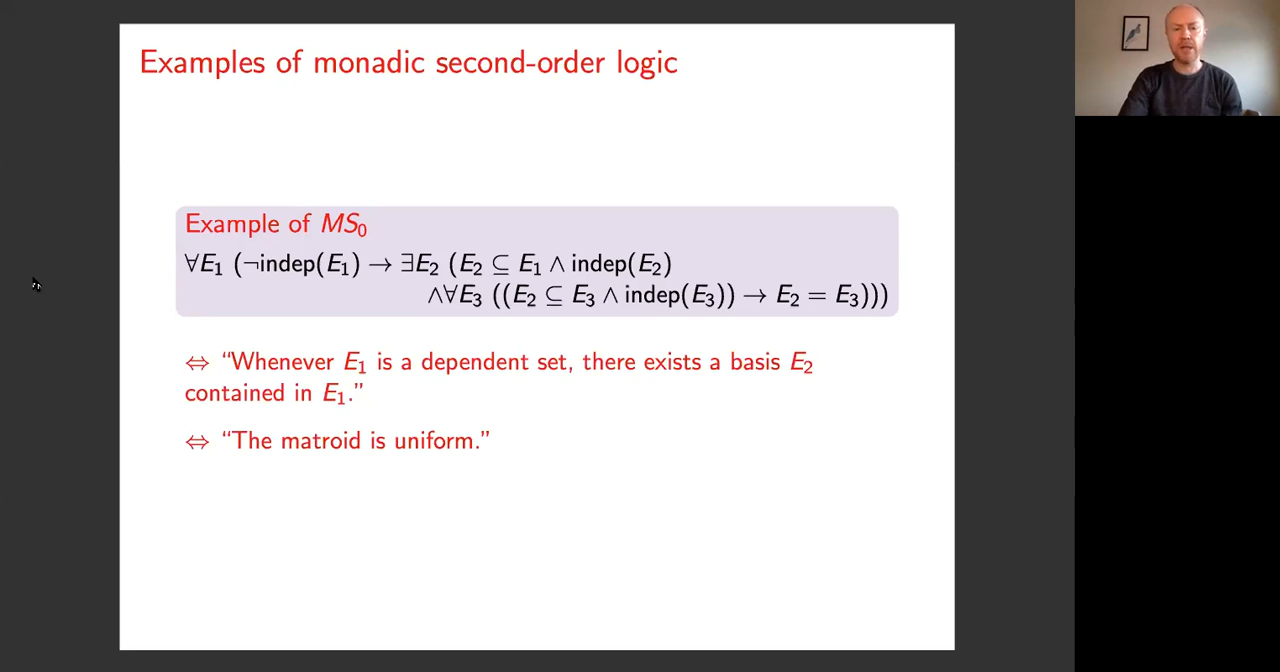 Examples of monadic second-order logic
Example of MS₀
∀E₁ (¬indep(E₁) → ∃E₂ (E₂ ⊆ E₁ ∧ indep(E₂)
∧∀E₃ ((E₂ ⊆ E₃ ∧ indep(E₃)) → E₂ = E₃)))
⇔ “Whenever E₁ is a dependent set, there exists a basis E₂
contained in E₁.”
⇔ “The matroid is uniform.”